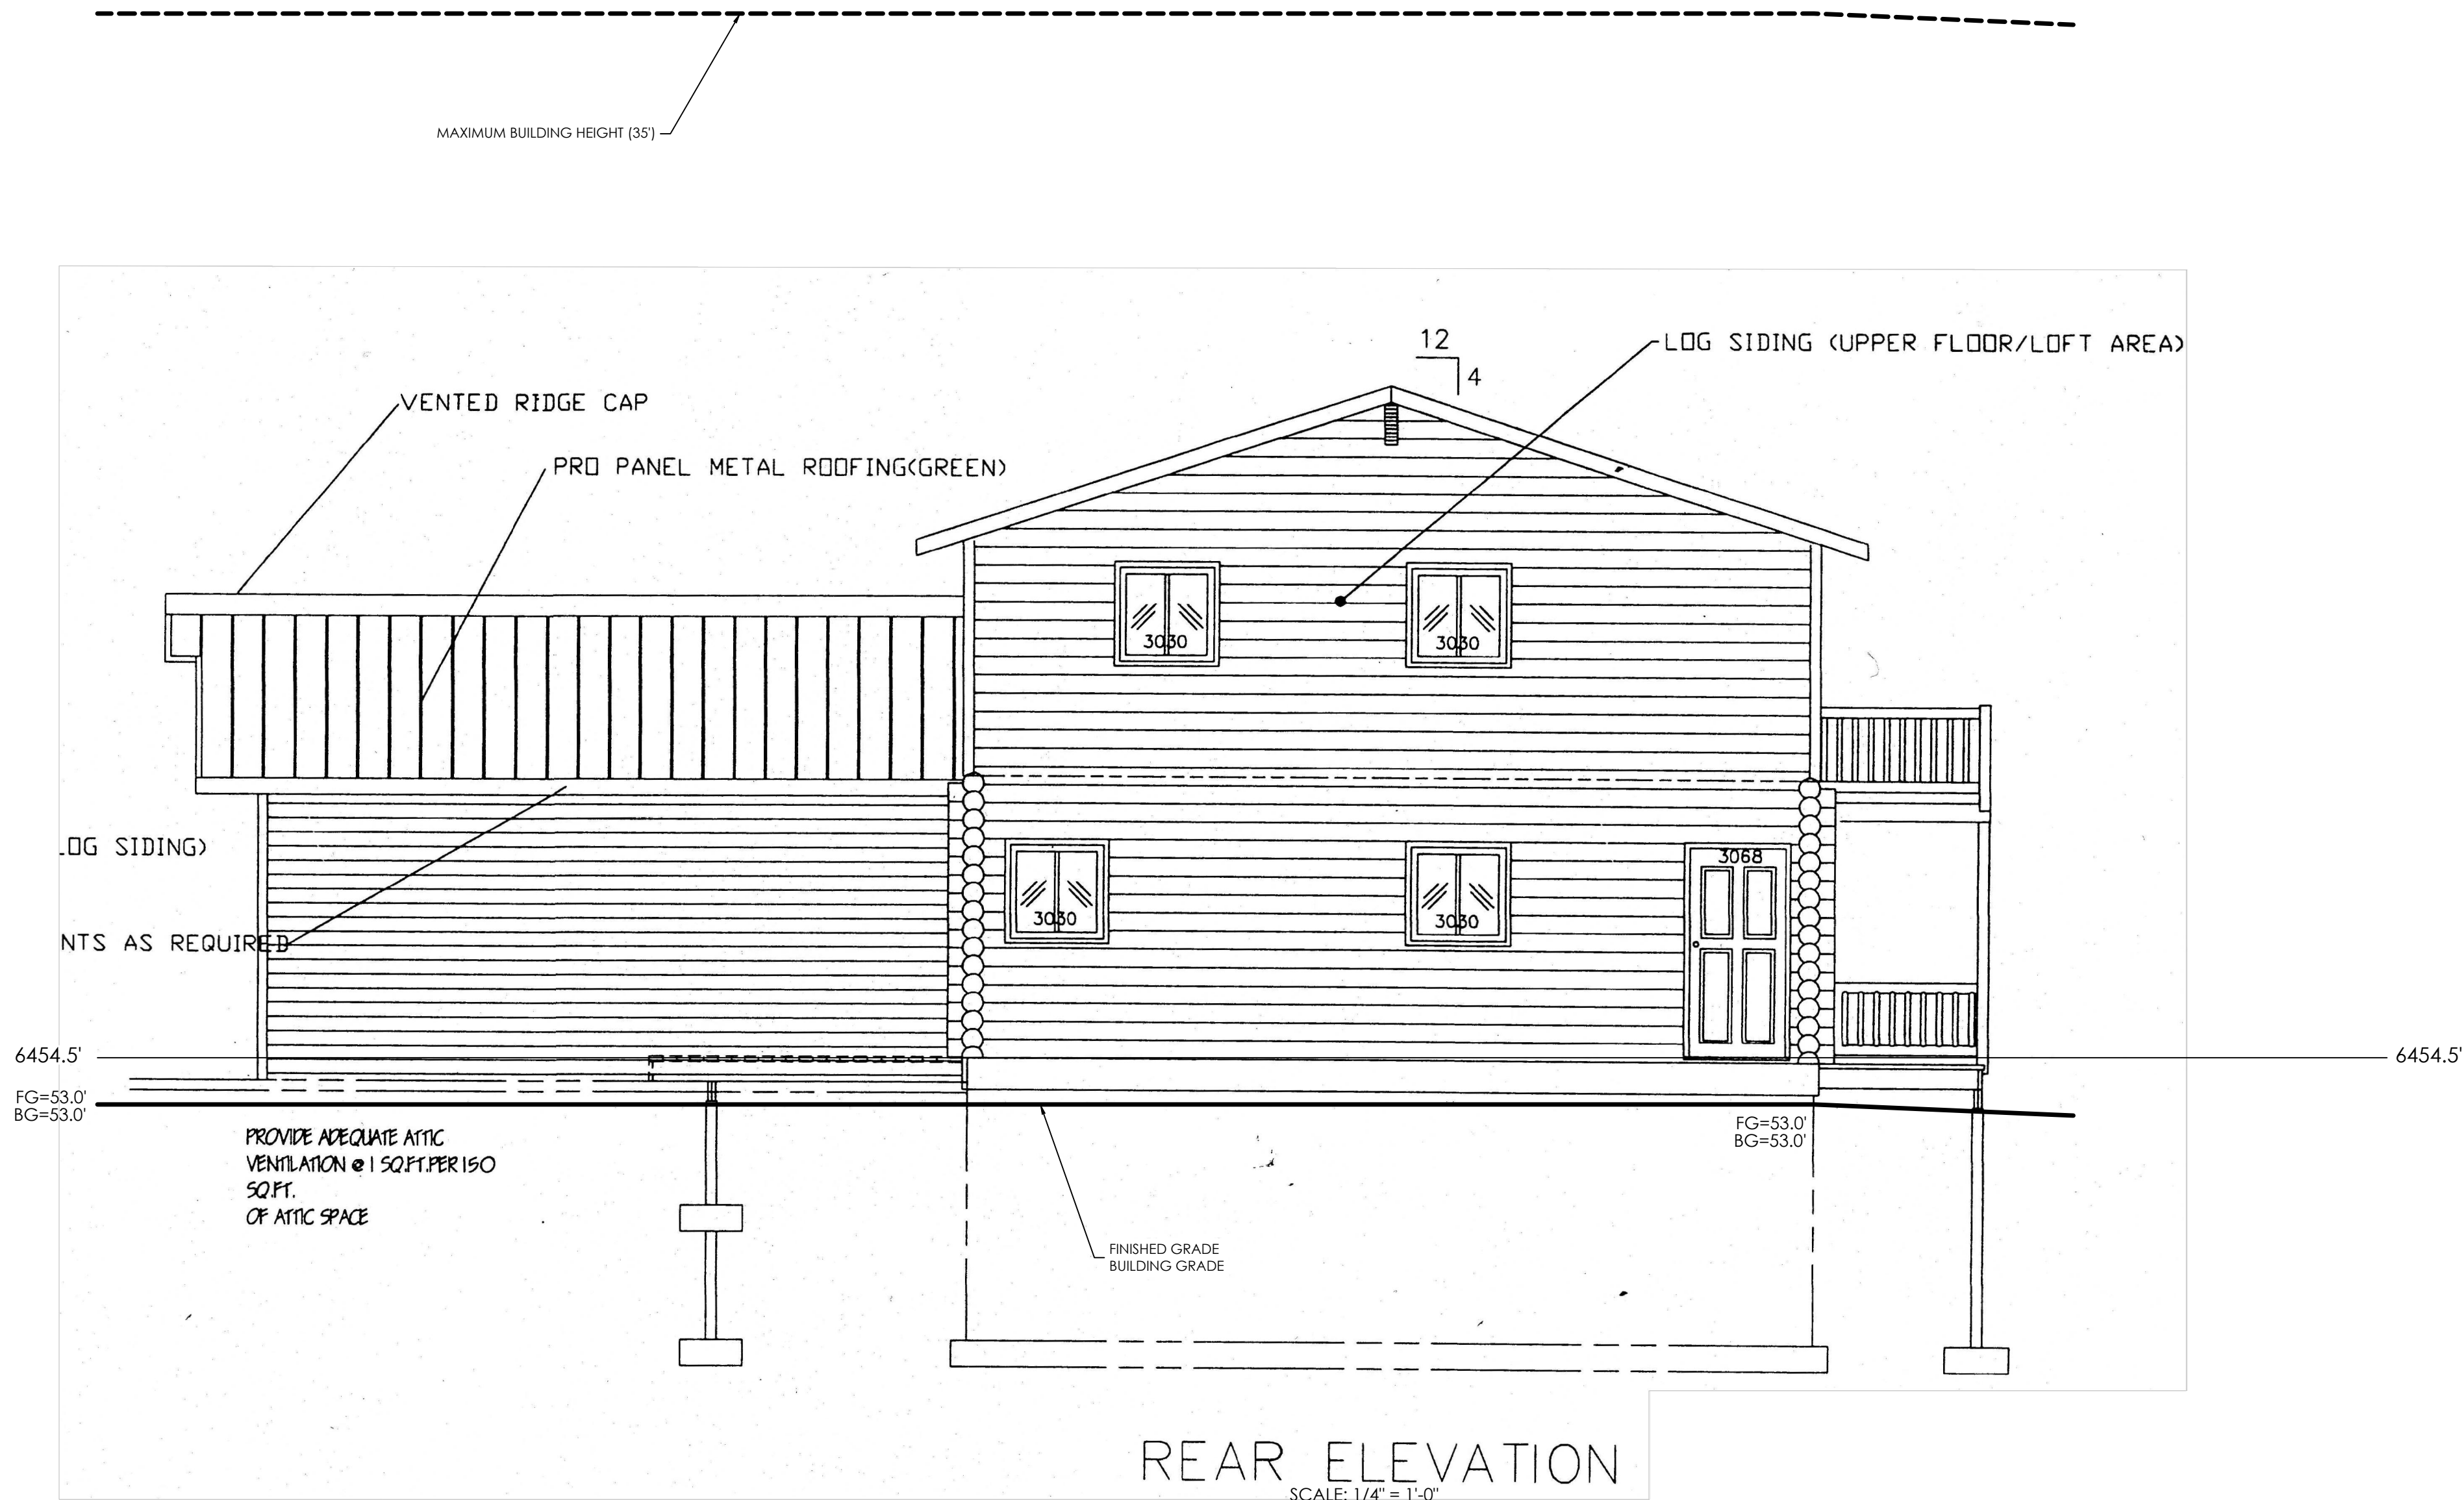 MAXIMUM BUILDING HEIGHT (35')
12
4
LOG SIDING (UPPER FLOOR/LOFT AREA)
VENTED RIDGE CAP
PRO PANEL METAL ROOFING(GREEN)
3030
3030
LOG SIDING)
3068
3030
3030
NTS AS REQUIRED
6454.5'
6454.5'
FG=53.0'
BG=53.0'
FG=53.0'
BG=53.0'
PROVIDE ADEQUATE ATTIC
VENTILATION @ 1 SQ.FT.PER 150
SQ.FT.
OF ATTIC SPACE
FINISHED GRADE
BUILDING GRADE
REAR ELEVATION
SCALE: 1/4" = 1'-0"